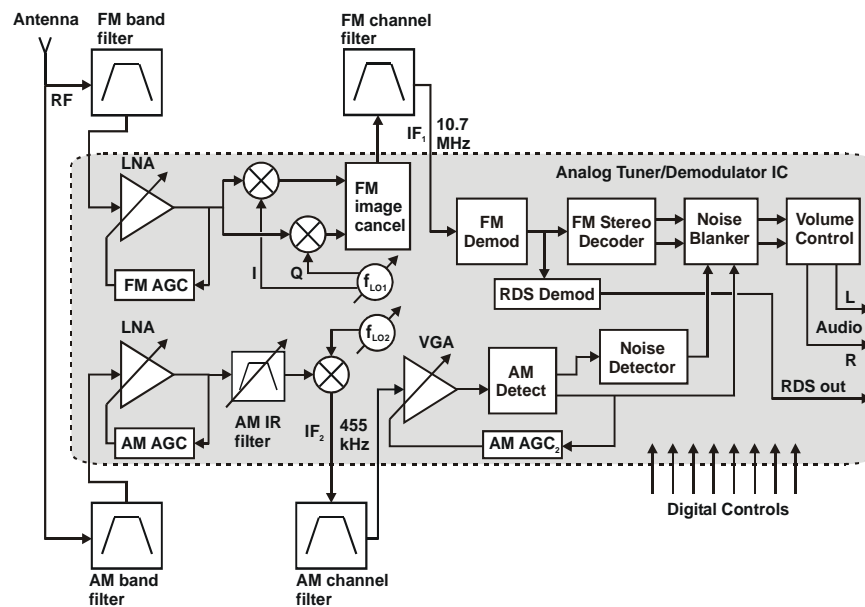 Antenna
FM band
filter
FM channel
filter
RF
IF1
10.7
MHz
LNA
Analog Tuner/Demodulator IC
FM
image
cancel
FM
Demod
FM Stereo
Decoder
Noise
Blanker
Volume
Control
FM AGC
I
Q
fLO1
RDS Demod
L
Audio
R
LNA
fLO2
VGA
AM
Detect
Noise
Detector
RDS out
AM AGC
AM IR
filter
IF2
455
kHz
AM AGC2
Digital Controls
AM band
filter
AM channel
filter